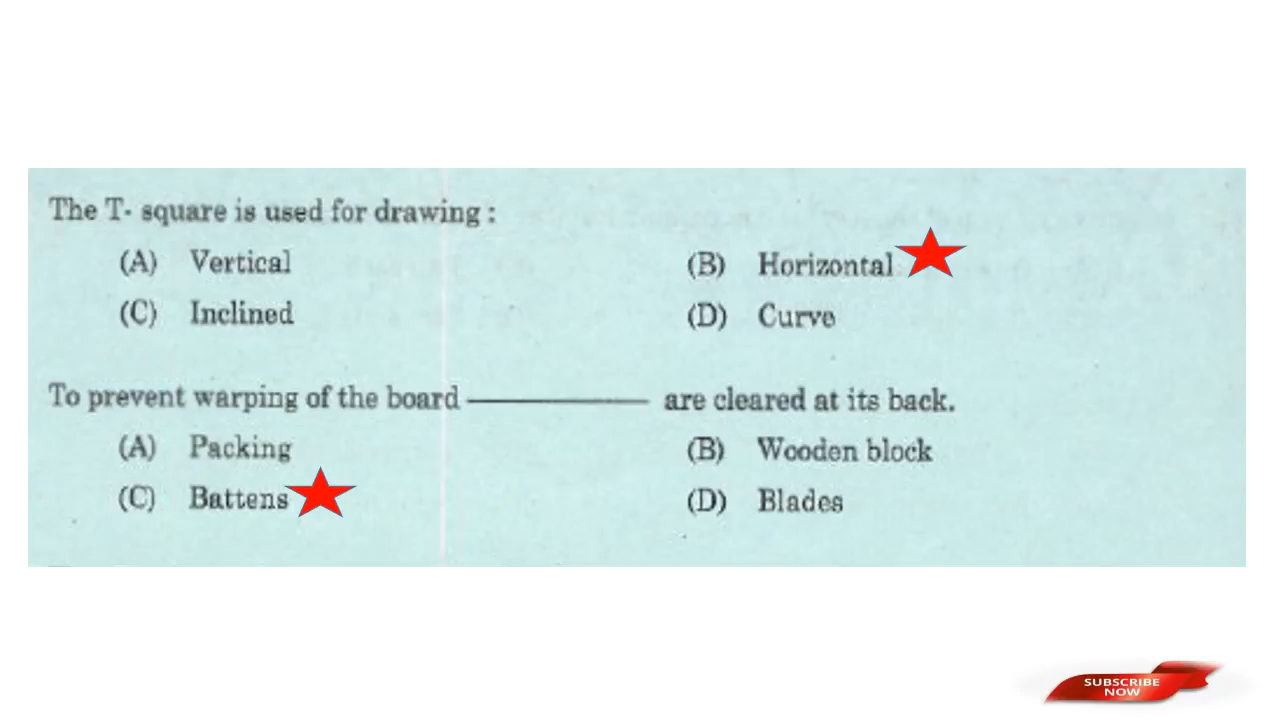 The T- square is used for drawing :
(A) Vertical (B) Horizontal
(C) Inclined (D) Curve
To prevent warping of the board ________ are cleared at its back.
(A) Packing (B) Wooden block
(C) Battens (D) Blades
SUBSCRIBE
NOW